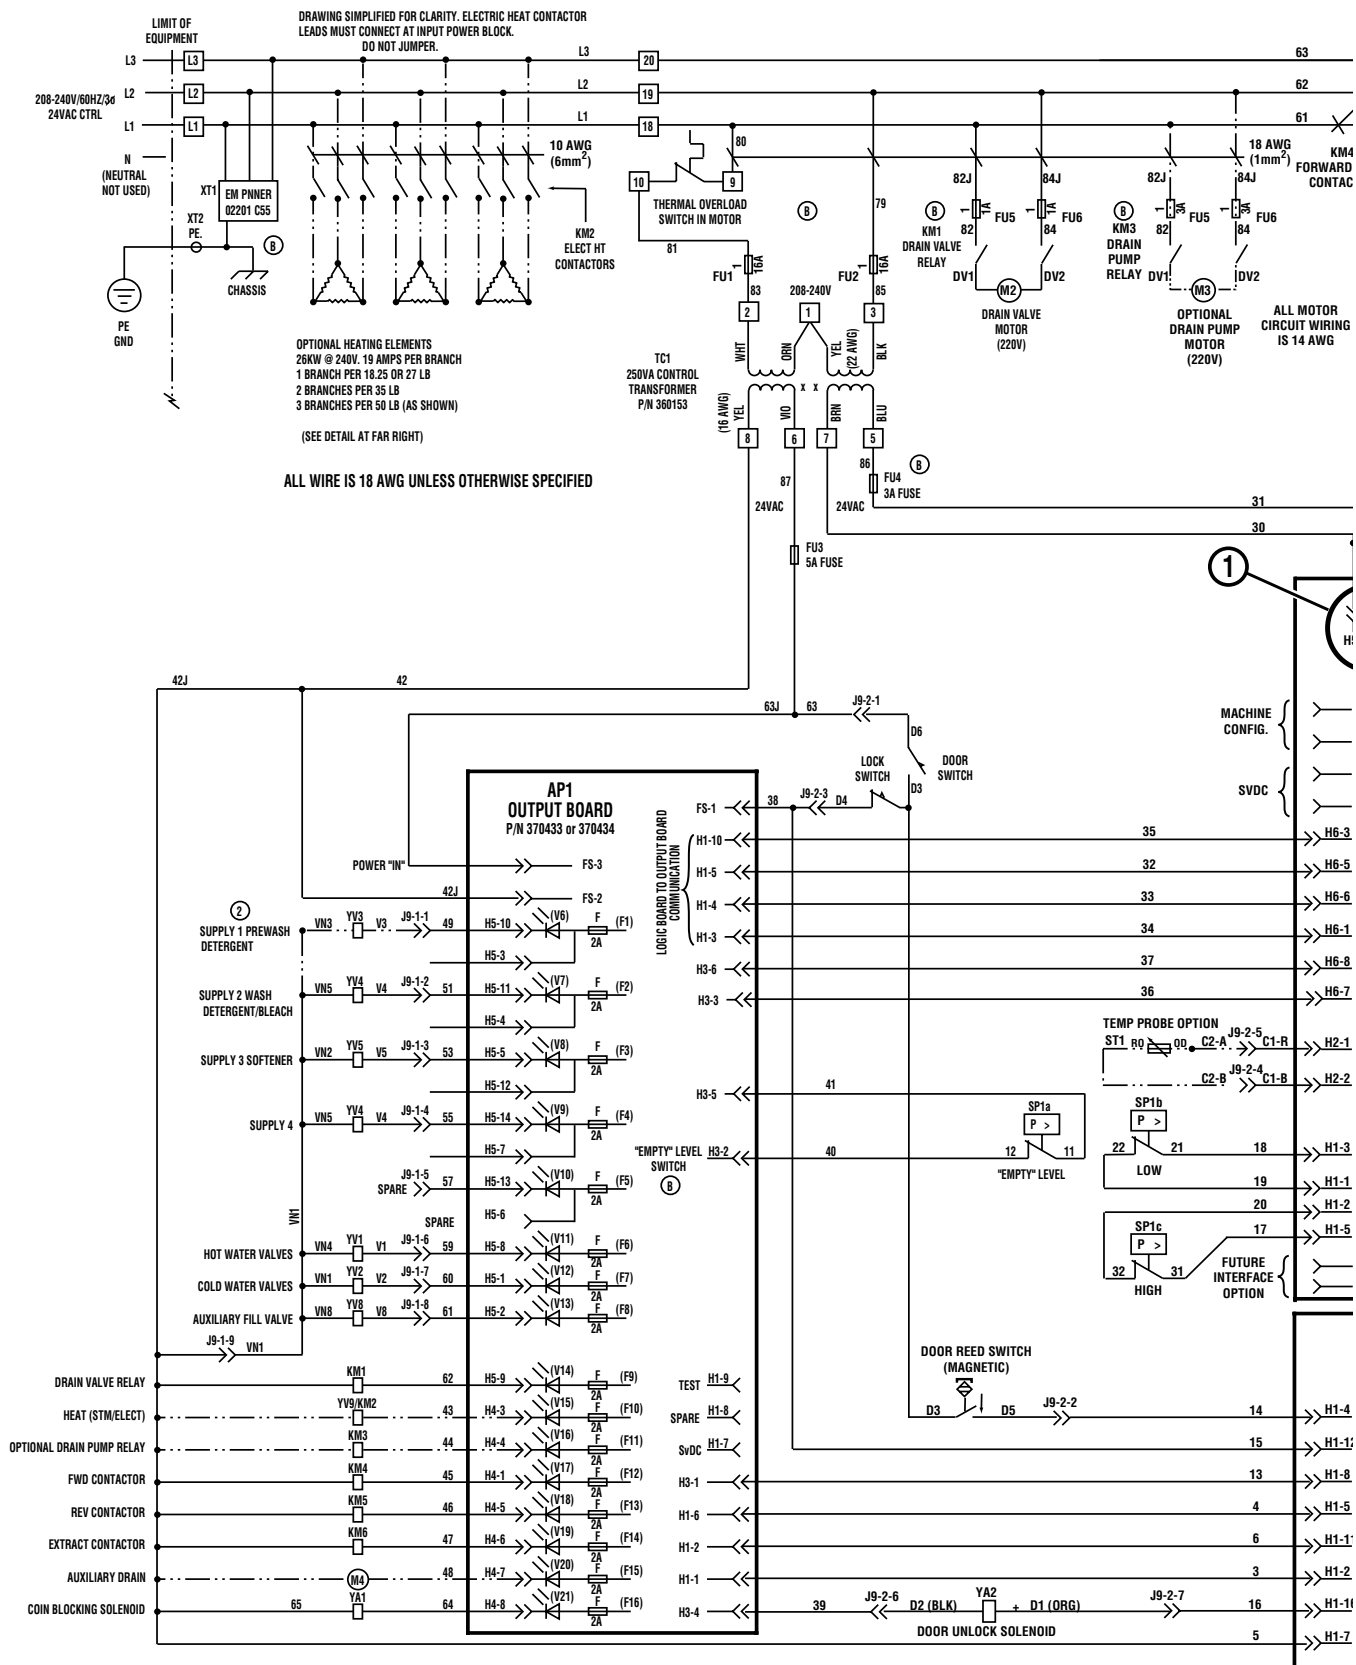 LIMIT OF
EQUIPMENT
DRAWING SIMPLIFIED FOR CLARITY. ELECTRIC HEAT CONTACTOR
LEADS MUST CONNECT AT INPUT POWER BLOCK.
DO NOT JUMPER.
L3 L3 L3 20 63
L2 L2 L2 19 62
208-240V/60HZ/3ø
24VAC CTRL
L1 L1 L1 18 61
N
(NEUTRAL
NOT USED)
XT1
EM PNNER
02201 C55
XT2
PE.
B
CHASSIS
PE
GND
10 AWG
(6mm2)
KM2
ELECT HT
CONTACTORS
80
10 9
THERMAL OVERLOAD
SWITCH IN MOTOR
81
B
79
18 AWG
(1mm2)
KM4
FORWARD
CONTAC
82J 84J
1 1A FU5 1 1A FU6
82 84
B
KM1
DRAIN VALVE
RELAY
DV1 M2 DV2
DRAIN VALVE
MOTOR
(220V)
82J 84J
1 3A FU5 1 3A FU6
82 84
B
KM3
DRAIN
PUMP
RELAY
DV1 M3 DV2
OPTIONAL
DRAIN PUMP
MOTOR
(220V)
ALL MOTOR
CIRCUIT WIRING
IS 14 AWG
FU1 1 16A
83
FU2 1 16A
85
208-240V
2 1 3
WHT ORN YEL (22 AWG) BLK
TC1
250VA CONTROL
TRANSFORMER
P/N 360153
X X
(16 AWG) YEL VIO BRN BLU
8 6 7 5
OPTIONAL HEATING ELEMENTS
26KW @ 240V. 19 AMPS PER BRANCH
1 BRANCH PER 18.25 OR 27 LB
2 BRANCHES PER 35 LB
3 BRANCHES PER 50 LB (AS SHOWN)
(SEE DETAIL AT FAR RIGHT)
ALL WIRE IS 18 AWG UNLESS OTHERWISE SPECIFIED
86 B
87
FU4
3A FUSE
24VAC 24VAC
31
30
FU3
5A FUSE
1
H5
42J 42
63J 63 J9-2-1
D6
DOOR
SWITCH
LOCK
SWITCH
D3
38 J9-2-3 D4
MACHINE
CONFIG.
SVDC
AP1
OUTPUT BOARD
P/N 370433 or 370434
LOGIC BOARD TO OUTPUT BOARD
COMMUNICATION
FS-1
H1-10 35 H6-3
H1-5 32 H6-5
H1-4 33 H6-6
H1-3 34 H6-1
H3-6 37 H6-8
H3-3 36 H6-7
POWER "IN" FS-3
42J FS-2
2
SUPPLY 1 PREWASH
DETERGENT
VN3 YV3 V3 J9-1-1 49 H5-10 (V6) F 2A (F1)
H5-3
SUPPLY 2 WASH
DETERGENT/BLEACH
VN5 YV4 V4 J9-1-2 51 H5-11 (V7) F 2A (F2)
H5-4
SUPPLY 3 SOFTENER VN2 YV5 V5 J9-1-3 53 H5-5 (V8) F 2A (F3)
H5-12
SUPPLY 4 VN5 YV4 V4 J9-1-4 55 H5-14 (V9) F 2A (F4)
H5-7
J9-1-5
SPARE 57 H5-13 (V10) F 2A (F5)
SPARE H5-6
VN1
HOT WATER VALVES VN4 YV1 V1 J9-1-6 59 H5-8 (V11) F (F6)
2A
COLD WATER VALVES VN1 YV2 V2 J9-1-7 60 H5-1 (V12) F (F7)
2A
AUXILIARY FILL VALVE VN8 YV8 V8 J9-1-8 61 H5-2 (V13) F (F8)
2A
J9-1-9 VN1
TEMP PROBE OPTION
ST1 RO OD C2-A J9-2-5 C1-R H2-1
C2-B J9-2-4 C1-B H2-2
H3-5 41
SP1a
P >
"EMPTY" LEVEL
SWITCH
B
H3-2 40 12 11
"EMPTY" LEVEL
SP1b
P >
22 21 18 H1-3
LOW
19 H1-1
20 H1-2
SP1c
P >
17 H1-5
32 31
HIGH
FUTURE
INTERFACE
OPTION
DRAIN VALVE RELAY KM1 62 H5-9 (V14) F (F9)
2A
HEAT (STM/ELECT) YV9/KM2 43 H4-3 (V15) F (F10)
2A
OPTIONAL DRAIN PUMP RELAY KM3 44 H4-4 (V16) F (F11)
2A
FWD CONTACTOR KM4 45 H4-1 (V17) F (F12)
2A
REV CONTACTOR KM5 46 H4-5 (V18) F (F13)
2A
EXTRACT CONTACTOR KM6 47 H4-6 (V19) F (F14)
2A
AUXILIARY DRAIN M4 48 H4-7 (V20) F (F15)
2A
COIN BLOCKING SOLENOID 65 YA1 64 H4-8 (V21) F (F16)
2A
TEST H1-9
SPARE H1-8
SvDC H1-7
DOOR REED SWITCH
(MAGNETIC)
D3 D5 J9-2-2 14 H1-4
15 H1-12
H3-1 13 H1-8
H1-6 4 H1-5
H1-2 6 H1-11
H1-1 3 H1-2
H3-4 39 J9-2-6 D2 (BLK) YA2 + D1 (ORG) J9-2-7 16 H1-16
DOOR UNLOCK SOLENOID
5 H1-7